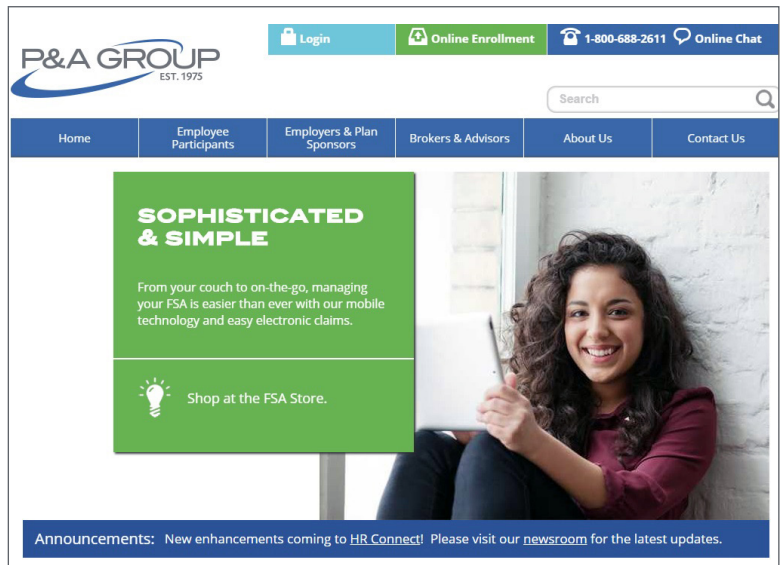 P&A GROUP
EST. 1975
Login
Online Enrollment
1-800-688-2611
Online Chat
Search
Home
Employee
Participants
Employers & Plan
Sponsors
Brokers & Advisors
About Us
Contact Us
SOPHISTICATED
& SIMPLE
From your couch to on-the-go, managing
your FSA is easier than ever with our mobile
technology and easy electronic claims.
Shop at the FSA Store.
Announcements: New enhancements coming to HR Connect! Please visit our newsroom for the latest updates.